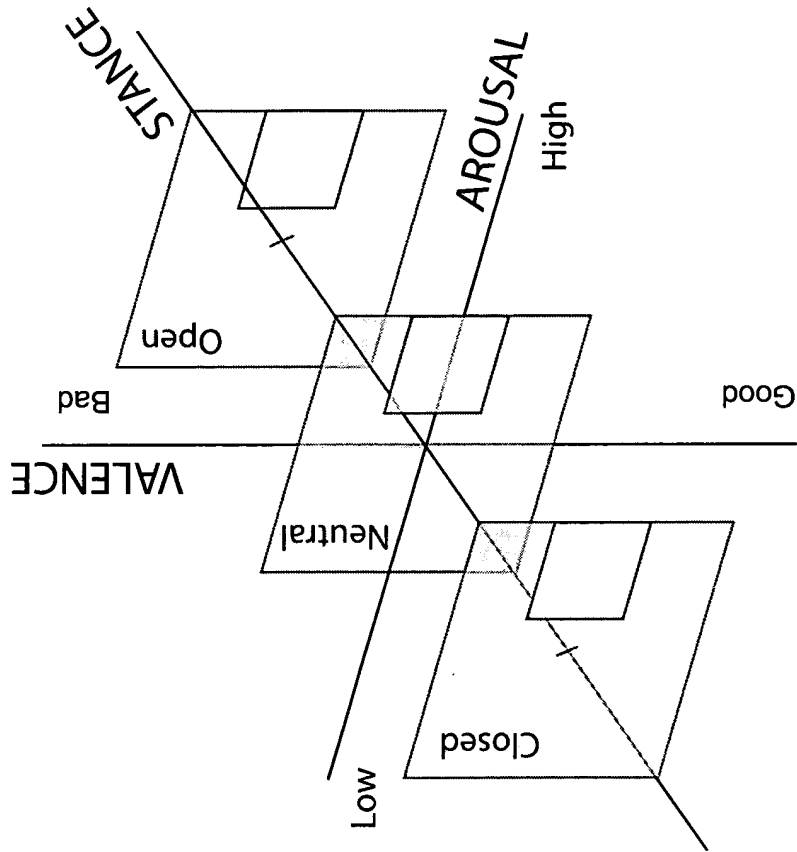 STANCE
AROUSAL
High
Open
Bad
VALENCE
Good
Neutral
Closed
Low